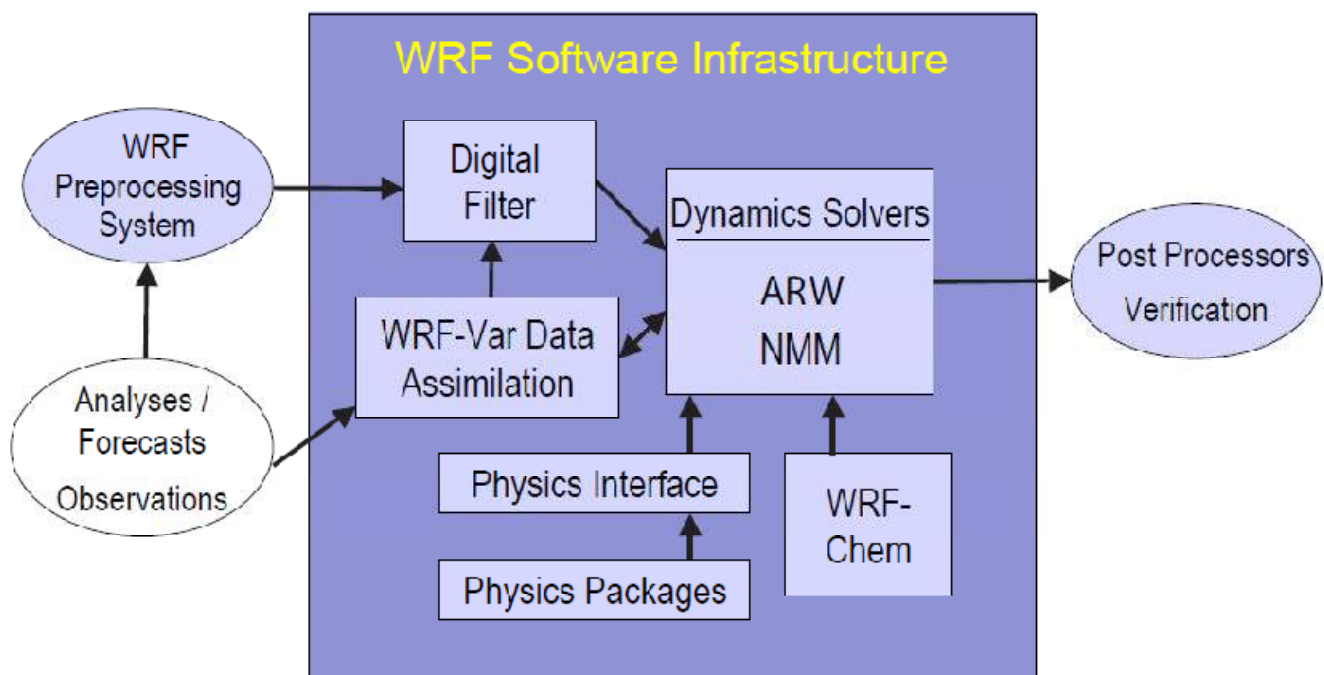 WRF Software Infrastructure
WRF
Preprocessing
System
Digital
Filter
Dynamics Solvers
ARW
NMM
Post Processors
Verification
WRF-Var Data
Assimilation
Analyses /
Forecasts
Observations
Physics Interface
WRF-
Chem
Physics Packages